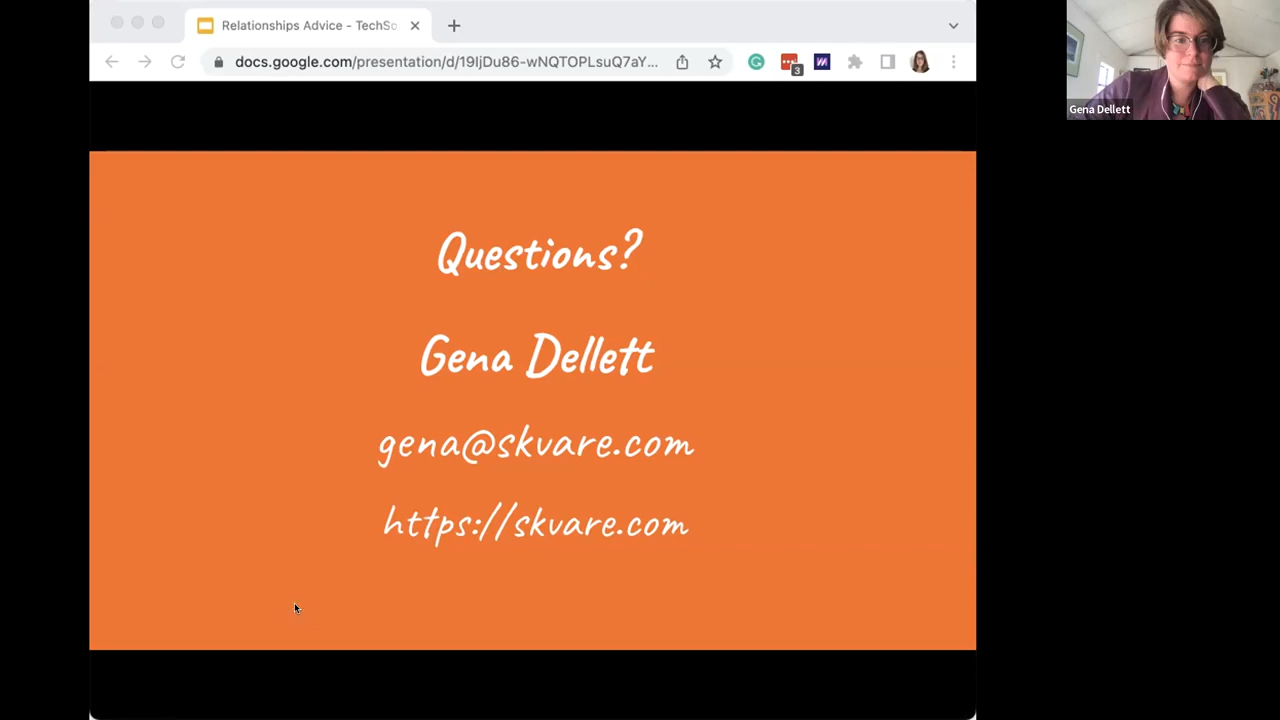 Relationships Advice - TechSo
docs.google.com/presentation/d/19IjDu86-wNQTOPLsuQ7aY...
3
Gena Dellett
Questions?
Gena Dellett
gena@skvare.com
https://skvare.com